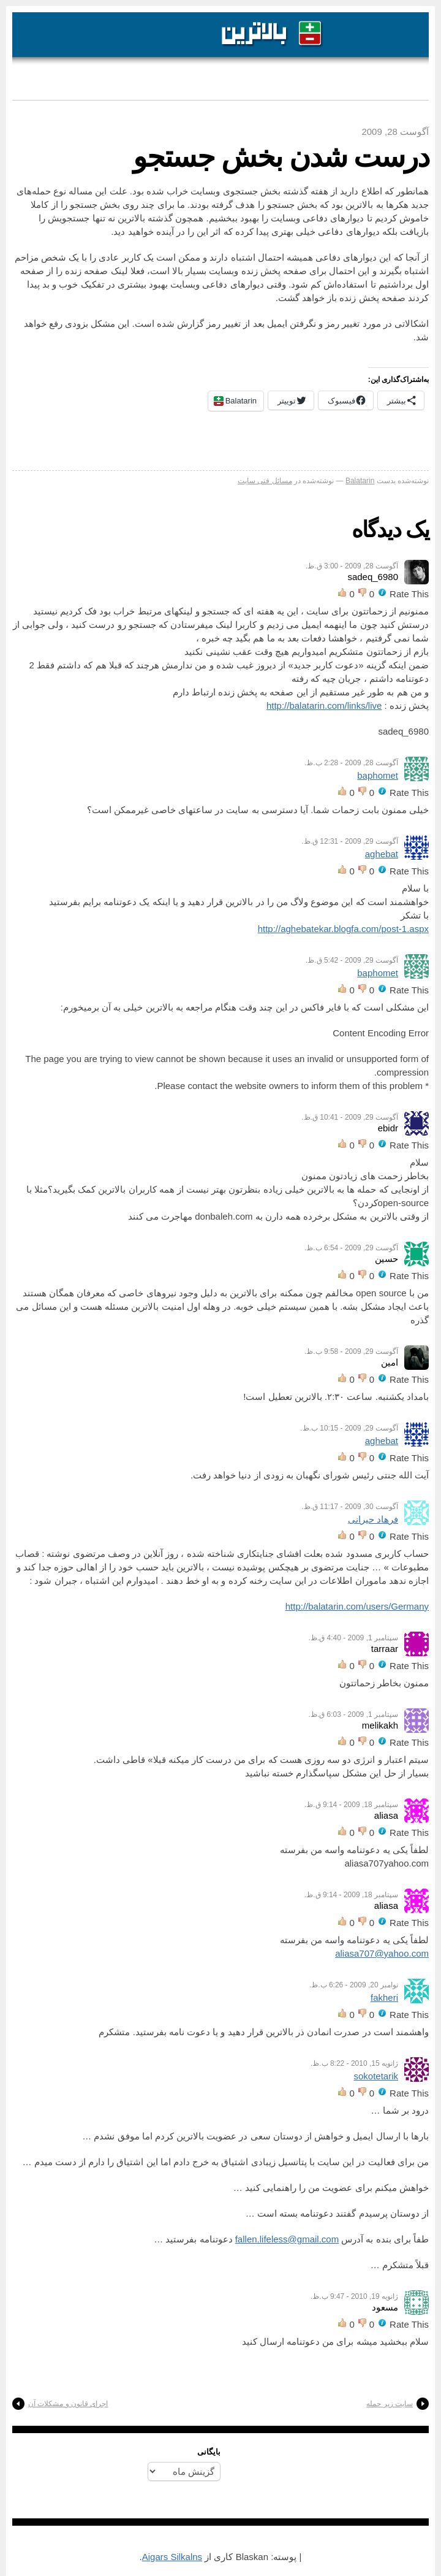 بالاترین
آگوست 28, 2009
درست شدن بخش جستجو
همانطور که اطلاع دارید از هفته گذشته بخش جستجوی وبسایت خراب شده بود. علت این مساله نوع حمله‌های
جدید هکرها به بالاترین بود که بخش جستجو را هدف گرفته بودند. ما برای چند روی بخش جستجو را از کاملا
خاموش کردیم تا دیوارهای دفاعی وبسایت را بهبود ببخشیم. همچون گذشته بالاترین نه تنها جستجویش را
بازیافت بلکه دیوارهای دفاعی خیلی بهتری پیدا کرده که اثر این را در آینده خواهید دید.
از آنجا که این دیوارهای دفاعی همیشه احتمال اشتباه دارند و ممکن است یک کاربر عادی را با یک شخص مزاحم
اشتباه بگیرند و این احتمال برای صفحه پخش زنده وبسایت بسیار بالا است، فعلا لینک صفحه زنده را از صفحه
اول برداشته‌ایم تا استفاده‌اش کم شود. وقتی دیوارهای دفاعی وبسایت بهبود بیشتری در تفکیک خوب و بد پیدا
کردند صفحه پخش زنده باز خواهد گشت.
اشکالاتی در مورد تغییر رمز و نگرفتن ایمیل بعد از تغییر رمز گزارش شده است. این مشکل بزودی رفع خواهد
شد.
به‌اشتراک‌گذاری این:
بیشتر
فیسبوک
توییتر
Balatarin
نوشته‌شده بدست Balatarin — نوشته‌شده در مسائل فنی سایت
یک دیدگاه
آگوست 28, 2009 - 3:00 ق.ظ.
sadeq_6980
Rate This 0 0
ممنونیم از زحماتتون برای سایت ، این یه هفته ای که جستجو و لینکهای مرتبط خراب بود فک کردیم نیستید
درستش کنید چون ما اینهمه ایمیل می زدیم و کاربرا لینک میفرستادن که جستجو رو درست کنید ، ولی جوابی از
شما نمی گرفتیم ، خواهشا دفعات بعد یه به ما هم بگید چه خبره ،
بازم از زحماتتون متشکریم امیدواریم هیچ وقت عقب نشینی نکنید
ضمن اینکه گزینه «دعوت کاربر جدید» از دیروز غیب شده و من ندارمش هرچند که قبلا هم که داشتم فقط 2
دعوتنامه داشتم ، جریان چیه که رفته
و من هم به طور غیر مستقیم از این صفحه به پخش زنده ارتباط دارم
پخش زنده : http://balatarin.com/links/live
sadeq_6980
آگوست 28, 2009 - 2:28 ب.ظ.
baphomet
Rate This 0 0
خیلی ممنون بابت زحمات شما. آیا دسترسی به سایت در ساعتهای خاصی غیرممکن است؟
آگوست 29, 2009 - 12:31 ق.ظ.
aghebat
Rate This 0 0
با سلام
خواهشمند است که این موضوع ولاگ من را در بالاترین قرار دهید و یا اینکه یک دعوتنامه برایم بفرستید
با تشکر
http://aghebatekar.blogfa.com/post-1.aspx
آگوست 29, 2009 - 5:42 ق.ظ.
baphomet
Rate This 0 0
این مشکلی است که با فایر فاکس در این چند وقت هنگام مراجعه به بالاترین خیلی به آن برمیخورم:
Content Encoding Error
The page you are trying to view cannot be shown because it uses an invalid or unsupported form of
compression.
* Please contact the website owners to inform them of this problem.
آگوست 29, 2009 - 10:41 ق.ظ.
ebidr
Rate This 0 0
سلام
بخاطر زحمت های زیادتون ممنون
از اونجایی که حمله ها به بالاترین خیلی زیاده بنظرتون بهتر نیست از همه کاربران بالاترین کمک بگیرید؟مثلا با
open-sourceکردن؟
از وقتی بالاترین به مشکل برخرده همه دارن به donbaleh.com مهاجرت می کنند
آگوست 29, 2009 - 6:54 ب.ظ.
حسین
Rate This 0 0
من با open source مخالفم چون ممکنه برای بالاترین به دلیل وجود نیروهای خاصی که معرفان همگان هستند
باعث ایجاد مشکل بشه. با همین سیستم خیلی خوبه. در وهله اول امنیت بالاترین مسئله هست و این مسائل می
گذره
آگوست 29, 2009 - 9:58 ب.ظ.
امین
Rate This 0 0
بامداد یکشنبه. ساعت ۲:۳۰. بالاترین تعطیل است!
آگوست 29, 2009 - 10:15 ب.ظ.
aghebat
Rate This 0 0
آیت الله جنتی رئیس شورای نگهبان به زودی از دنیا خواهد رفت.
آگوست 30, 2009 - 11:17 ق.ظ.
فرهاد حیرانی
Rate This 0 0
حساب کاربری مسدود شده بعلت افشای جنایتکاری شناخته شده ، روز آنلاین در وصف مرتضوی نوشته : قصاب
مطبوعات » … جنایت مرتضوی بر هیچکس پوشیده نیست ، بالاترین باید حسب خود را از اهالی حوزه جدا کند و
اجازه ندهد ماموران اطلاعات در این سایت رخنه کرده و به او خط دهند . امیدوارم این اشتباه ، جبران شود :
http://balatarin.com/users/Germany
سپتامبر 1, 2009 - 4:40 ق.ظ.
tarraar
Rate This 0 0
ممنون بخاطر زحماتتون
سپتامبر 1, 2009 - 6:03 ق.ظ.
melikakh
Rate This 0 0
سیتم اعتبار و انرژی دو سه روزی هست که برای من درست کار میکنه قبلا» قاطی داشت.
بسیار از حل این مشکل سپاسگذارم خسته نباشید
سپتامبر 18, 2009 - 9:14 ق.ظ.
aliasa
Rate This 0 0
لطفاً یکی یه دعوتنامه واسه من بفرسته
aliasa707yahoo.com
سپتامبر 18, 2009 - 9:14 ق.ظ.
aliasa
Rate This 0 0
لطفاً یکی یه دعوتنامه واسه من بفرسته
aliasa707@yahoo.com
نوامبر 20, 2009 - 6:26 ب.ظ.
fakheri
Rate This 0 0
واهشمند است در صدرت انمادن ذر بالاترین قرار دهید و یا دعوت نامه بفرستید. متشکرم
ژانویه 15, 2010 - 8:22 ب.ظ.
sokotetarik
Rate This 0 0
درود بر شما …
بارها با ارسال ایمیل و خواهش از دوستان سعی در عضویت بالاترین کردم اما موفق نشدم …
من برای فعالیت در این سایت با پتانسیل زیبادی اشتیاق به خرج دادم اما این اشتیاق را دارم از دست میدم …
خواهش میکنم برای عضویت من را راهنمایی کنید …
از دوستان پرسیدم گفتند دعوتنامه بسته است …
طفاً برای بنده به آدرس fallen.lifeless@gmail.com دعوتنامه بفرستید …
قبلاً متشکرم …
ژانویه 19, 2010 - 9:47 ب.ظ.
مسعود
Rate This 0 0
سلام ببخشید میشه برای من دعوتنامه ارسال کنید
سایت زیر حمله
اجرای قانون و مشکلات آن
بایگانی
گزینش ماه
| پوسته: Blaskan کاری از Aigars Silkalns.